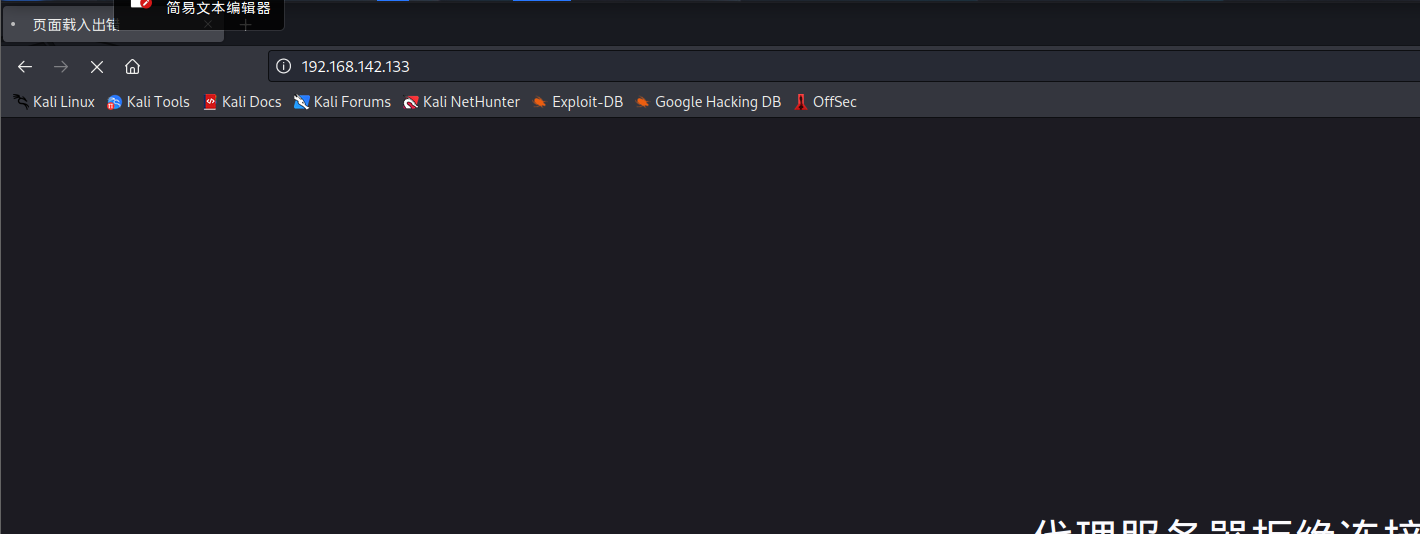 简易文本编辑器
页面载入出错
192.168.142.133
Kali Linux Kali Tools Kali Docs Kali Forums Kali NetHunter Exploit-DB Google Hacking DB OffSec
代理服务器拒绝连接